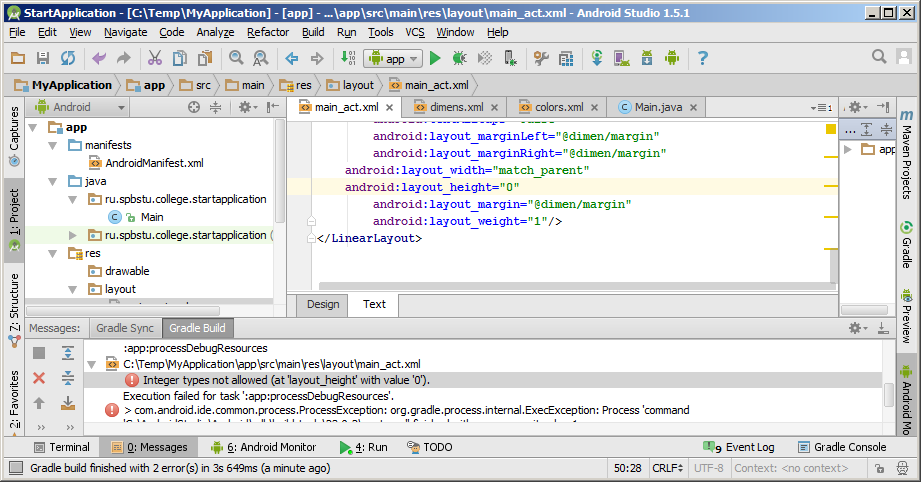 StartApplication - [C:\Temp\MyApplication] - [app] - ...\app\src\main\res\layout\main_act.xml - Android Studio 1.5.1
File Edit View Navigate Code Analyze Refactor Build Run Tools VCS Window Help
app
MyApplication app src main res layout main_act.xml
Captures
1: Project
7: Structure
2: Favorites
Android
app
manifests
AndroidManifest.xml
java
ru.spbstu.college.startapplication
Main
ru.spbstu.college.startapplication (
res
drawable
layout
main_act.xml dimens.xml colors.xml Main.java
android:layout_marginLeft="@dimen/margin"
android:layout_marginRight="@dimen/margin"
android:layout_width="match_parent"
android:layout_height="0"
android:layout_margin="@dimen/margin"
android:layout_weight="1"/>
</LinearLayout>
Design Text
1
...
app
Maven Projects
Gradle
Preview
Android Mo
Messages: Gradle Sync Gradle Build
:app:processDebugResources
C:\Temp\MyApplication\app\src\main\res\layout\main_act.xml
Integer types not allowed (at 'layout_height' with value '0').
Execution failed for task ':app:processDebugResources'.
> com.android.ide.common.process.ProcessException: org.gradle.process.internal.ExecException: Process 'command
Terminal 0: Messages 6: Android Monitor 4: Run TODO Event Log Gradle Console
Gradle build finished with 2 error(s) in 3s 649ms (a minute ago) 50:28 CRLF UTF-8 Context: <no context>